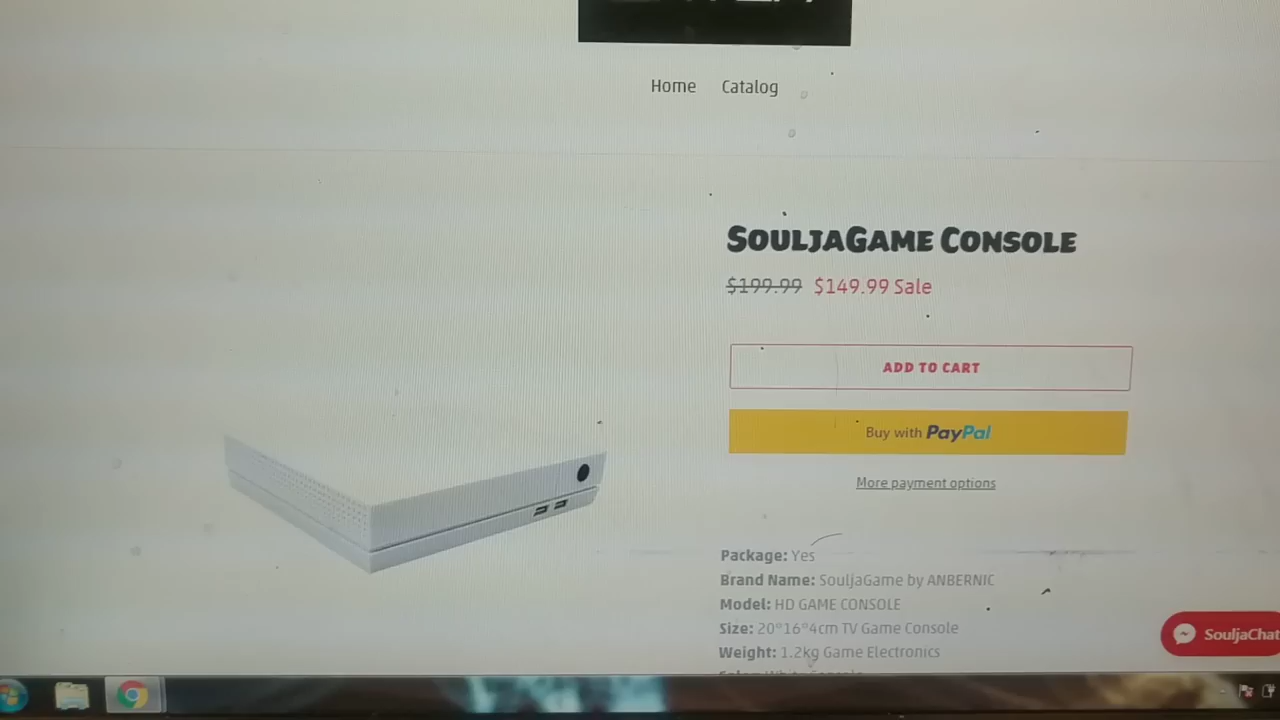 Home Catalog
SOULJAGAME CONSOLE
$199.99 $149.99 Sale
ADD TO CART
Buy with PayPal
More payment options
Package: Yes
Brand Name: SouljaGame by ANBERNIC
Model: HD GAME CONSOLE
Size: 20*16*4cm TV Game Console
Weight: 1.2kg Game Electronics
SouljaChat